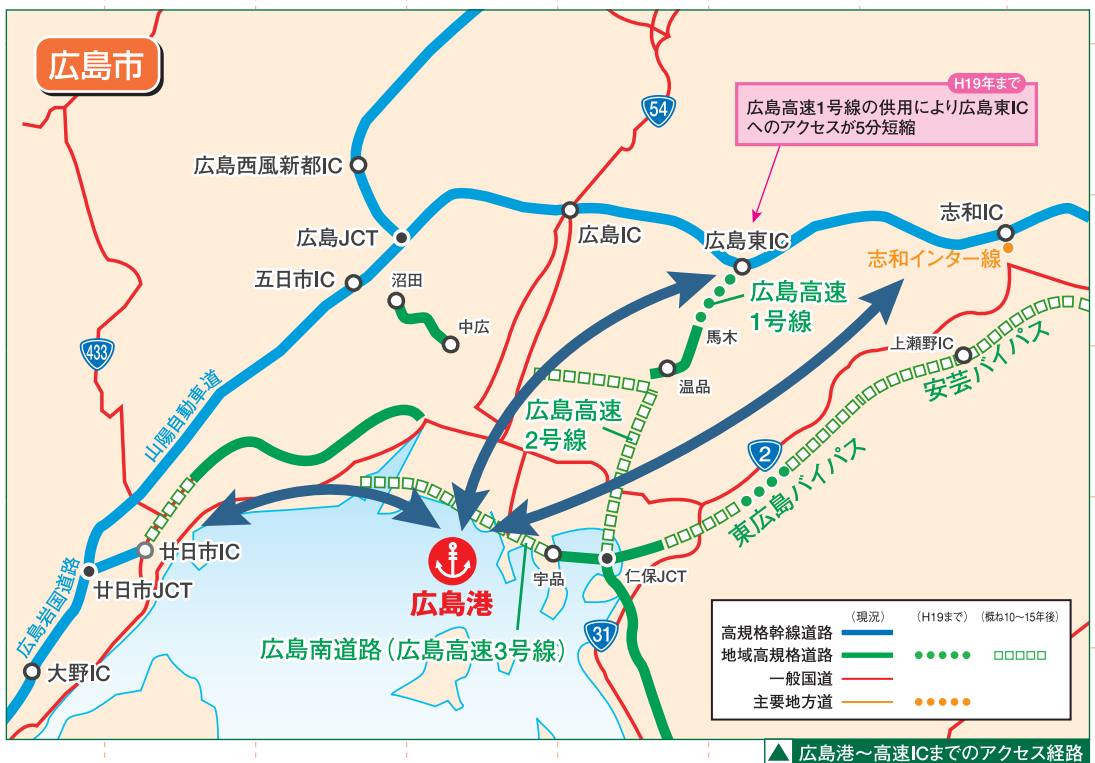 広島市
H19年まで
広島高速1号線の供用により広島東IC
へのアクセスが5分短縮
54
広島西風新都IC
広島JCT
広島IC
広島東IC
志和IC
志和インター線
五日市IC
沼田
中広
広島高速
1号線
馬木
温品
433
上瀬野IC
安芸バイパス
山陽自動車道
広島高速
2号線
2
東広島バイパス
廿日市IC
廿日市JCT
広島岩国道路
大野IC
広島港
宇品
仁保JCT
31
広島南道路(広島高速3号線)
(現況) (H19まで) (概ね10～15年後)
高規格幹線道路
地域高規格道路
一般国道
主要地方道
▲ 広島港～高速ICまでのアクセス経路